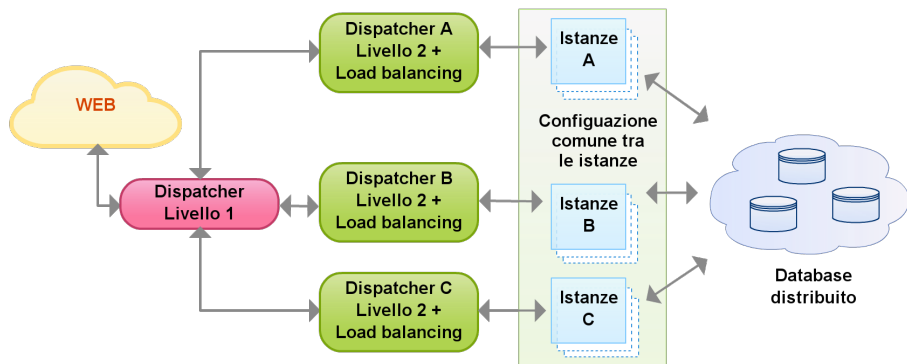 WEB
Dispatcher
Livello 1
Dispatcher A
Livello 2 +
Load balancing
Dispatcher B
Livello 2 +
Load balancing
Dispatcher C
Livello 2 +
Load balancing
Istanze
A
Configuazione
comune tra
le istanze
Istanze
B
Istanze
C
Database
distribuito